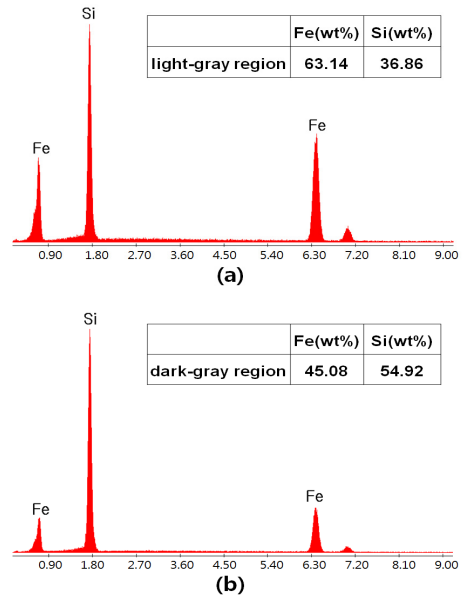 Si
Fe(wt%) Si(wt%)
light-gray region 63.14 36.86
Fe
Fe
0.90 1.80 2.70 3.60 4.50 5.40 6.30 7.20 8.10 9.00
(a)
Si
Fe(wt%) Si(wt%)
dark-gray region 45.08 54.92
Fe
Fe
0.90 1.80 2.70 3.60 4.50 5.40 6.30 7.20 8.10 9.00
(b)